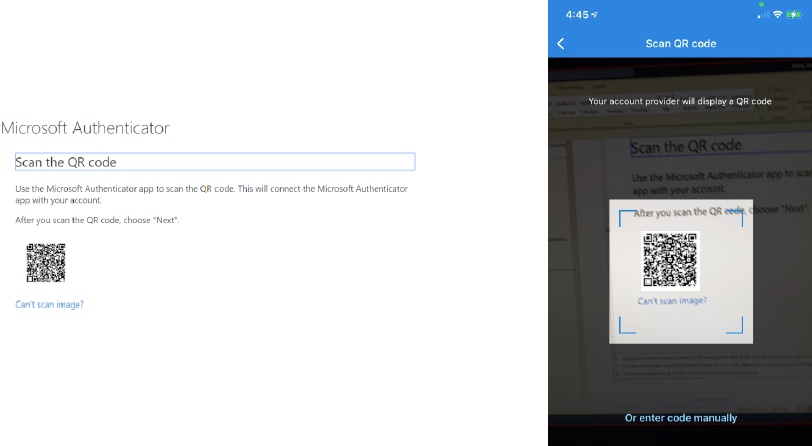 Microsoft Authenticator
Scan the QR code
Use the Microsoft Authenticator app to scan the QR code. This will connect the Microsoft Authenticator
app with your account.
After you scan the QR code, choose "Next".
Can't scan image?
4:45
Scan QR code
Your account provider will display a QR code
Scan the QR code
Use the Microsoft Authenticator app to scan
app with your account.
After you scan the QR code, choose "Next".
Can't scan image?
Or enter code manually